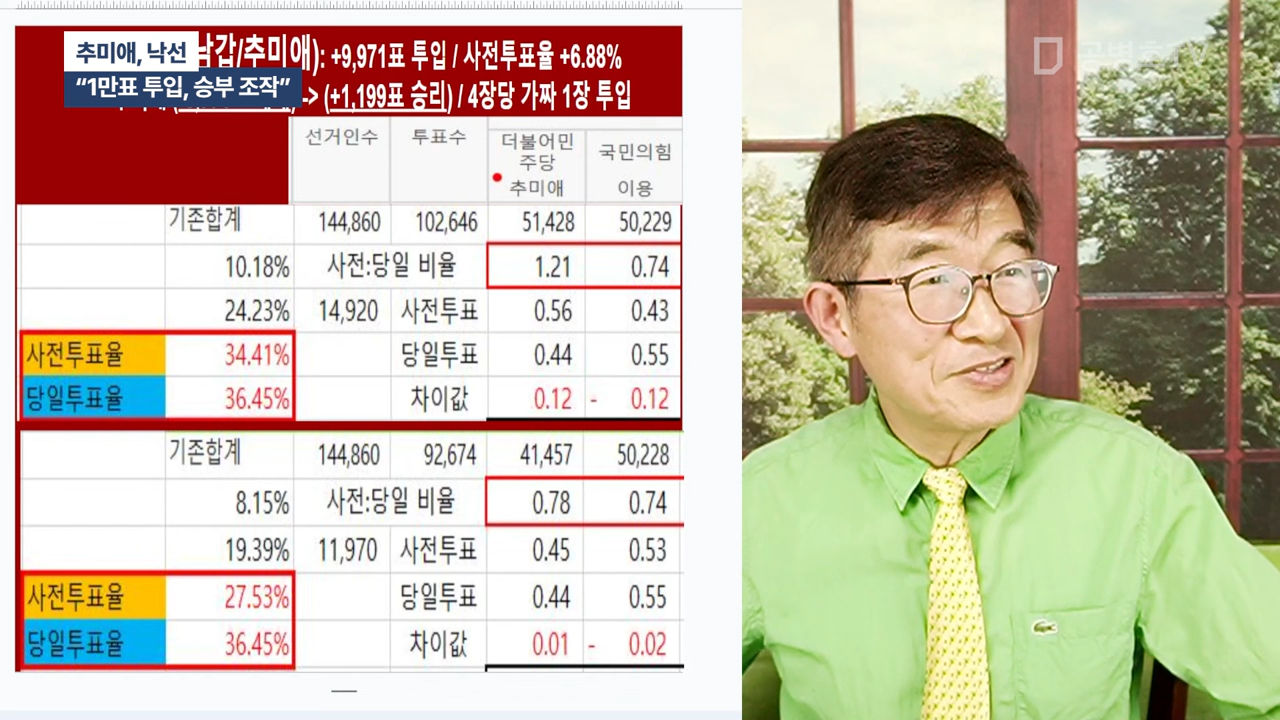 추미애, 낙선
“1만표 투입, 승부 조작”
남갑/추미애): +9,971표 투입 / 사전투표율 +6.88%
-> (+1,199표 승리) / 4장당 가짜 1장 투입
공병호TV
선거인수 투표수 더불어민주당 추미애 국민의힘 이용
기존합계 144,860 102,646 51,428 50,229
10.18% 사전:당일 비율 1.21 0.74
24.23% 14,920 사전투표 0.56 0.43
사전투표율 34.41% 당일투표 0.44 0.55
당일투표율 36.45% 차이값 0.12 - 0.12
기존합계 144,860 92,674 41,457 50,228
8.15% 사전:당일 비율 0.78 0.74
19.39% 11,970 사전투표 0.45 0.53
사전투표율 27.53% 당일투표 0.44 0.55
당일투표율 36.45% 차이값 0.01 - 0.02